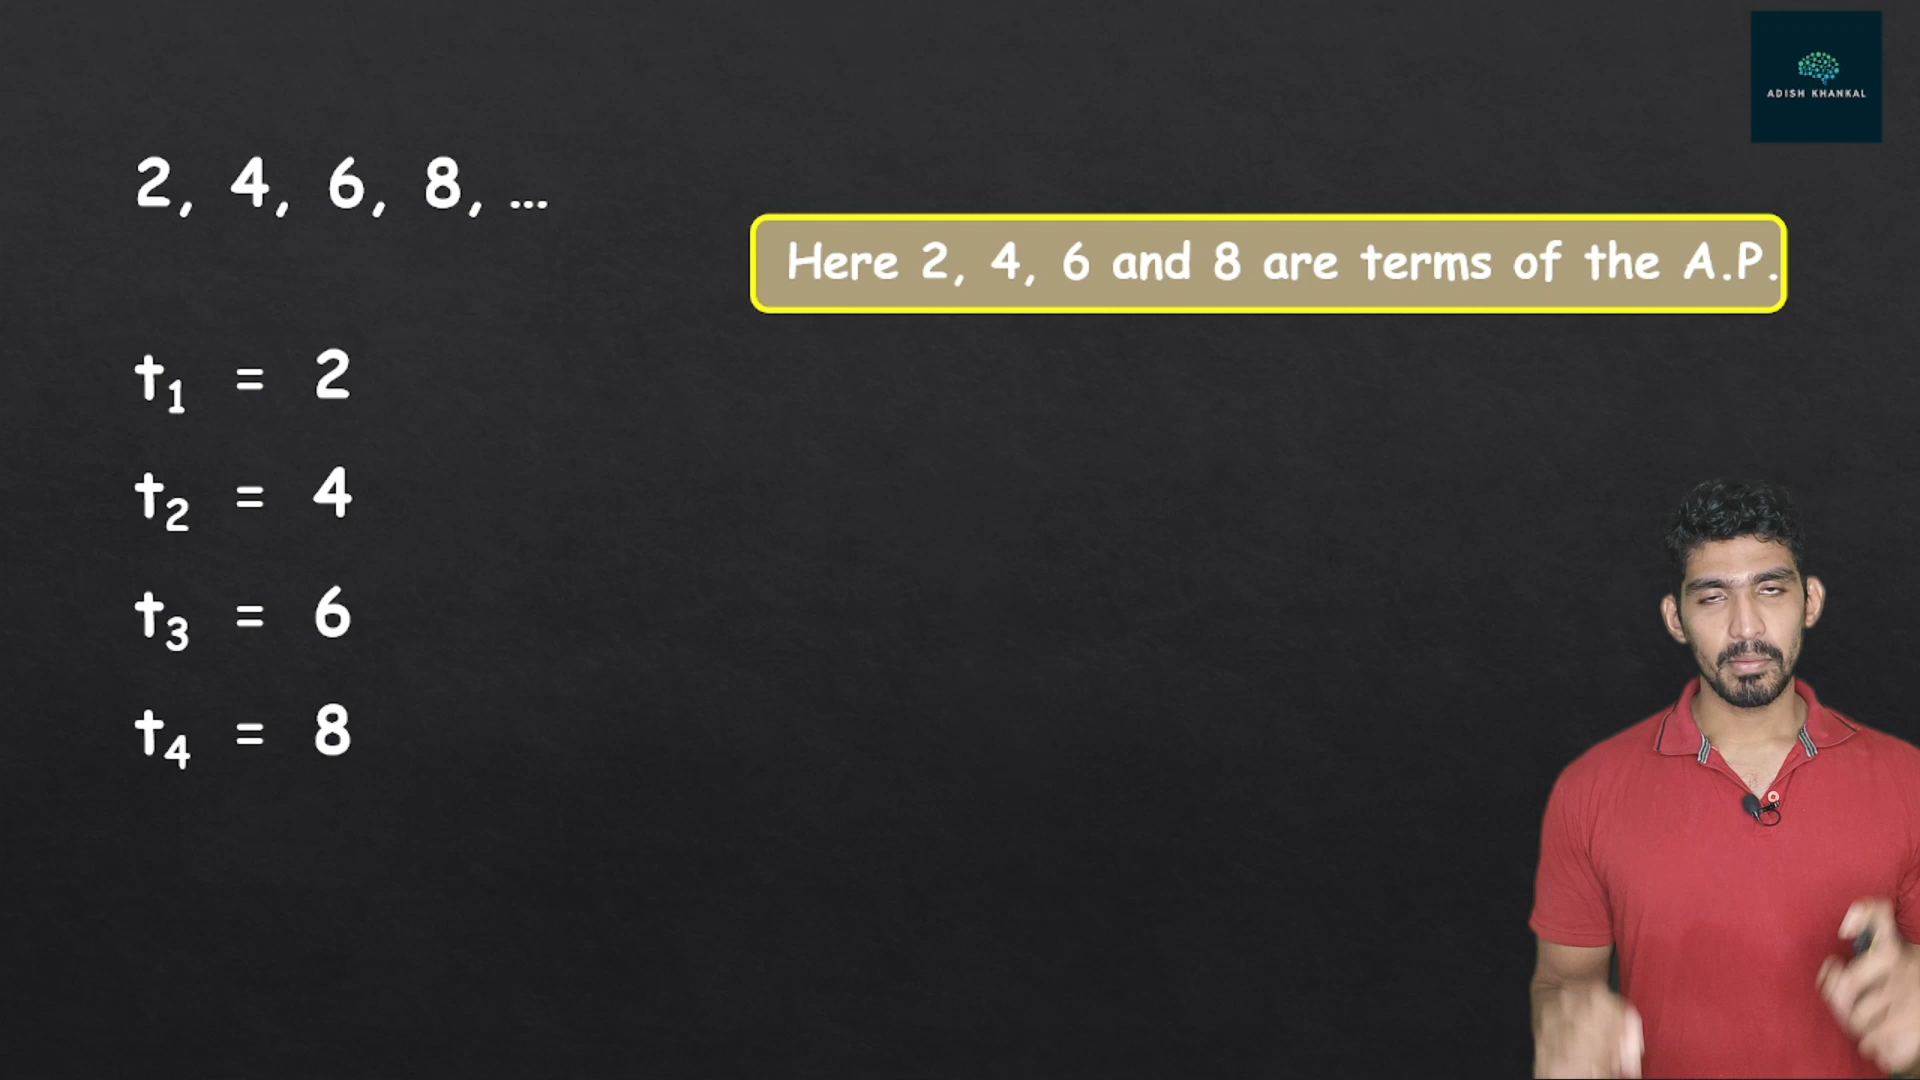 ADISH KHANKAL
2, 4, 6, 8, ...
Here 2, 4, 6 and 8 are terms of the A.P.
t₁ = 2
t₂ = 4
t₃ = 6
t₄ = 8